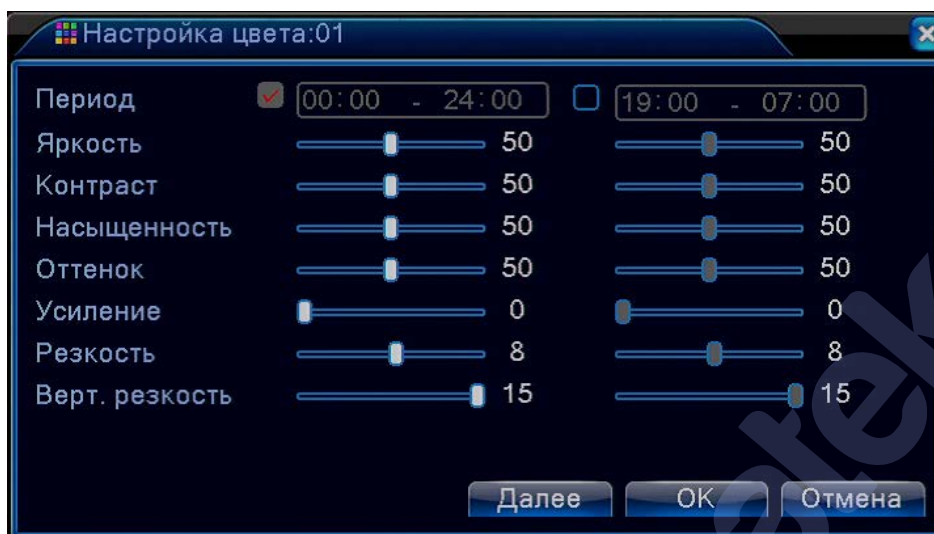 Настройка цвета:01
Период 00:00 - 24:00 19:00 - 07:00
Яркость 50 50
Контраст 50 50
Насыщенность 50 50
Оттенок 50 50
Усиление 0 0
Резкость 8 8
Верт. резкость 15 15
Далее OK Отмена
atek